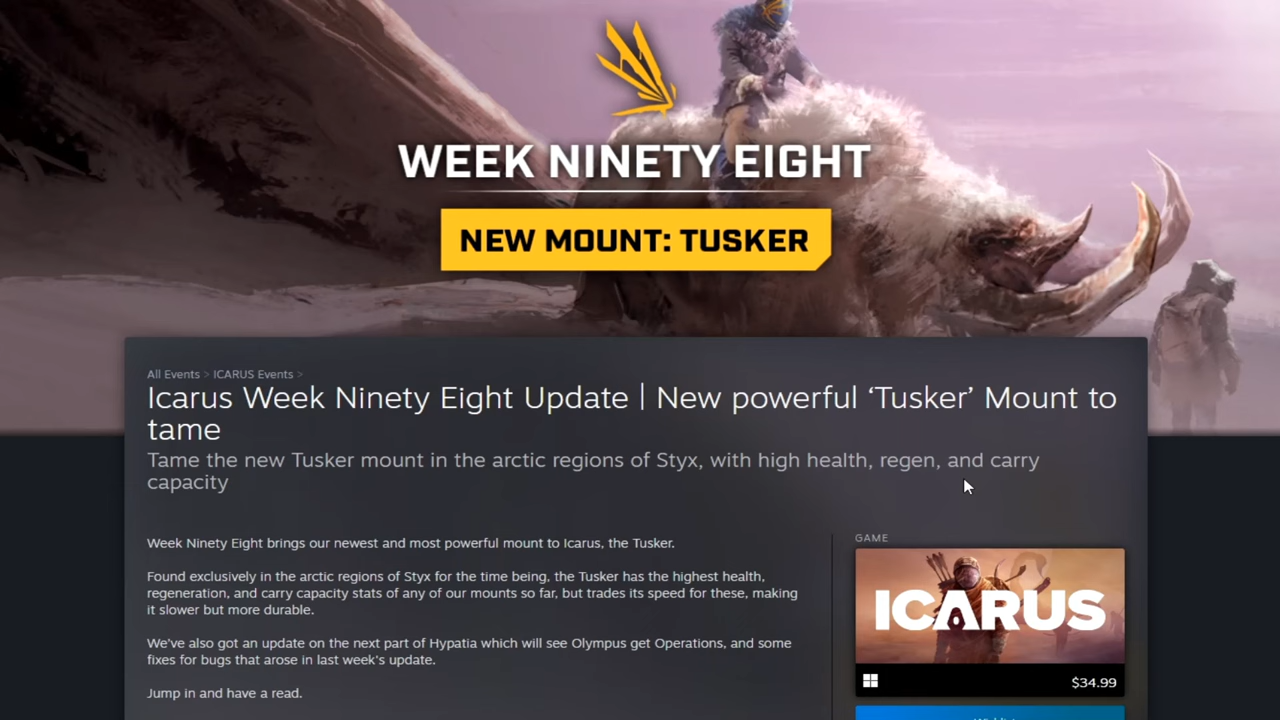 WEEK NINETY EIGHT
NEW MOUNT: TUSKER
All Events > ICARUS Events >
Icarus Week Ninety Eight Update | New powerful ‘Tusker’ Mount to
tame
Tame the new Tusker mount in the arctic regions of Styx, with high health, regen, and carry
capacity
Week Ninety Eight brings our newest and most powerful mount to Icarus, the Tusker.
Found exclusively in the arctic regions of Styx for the time being, the Tusker has the highest health,
regeneration, and carry capacity stats of any of our mounts so far, but trades its speed for these, making
it slower but more durable.
We’ve also got an update on the next part of Hypatia which will see Olympus get Operations, and some
fixes for bugs that arose in last week’s update.
Jump in and have a read.
GAME
ICARUS
$34.99